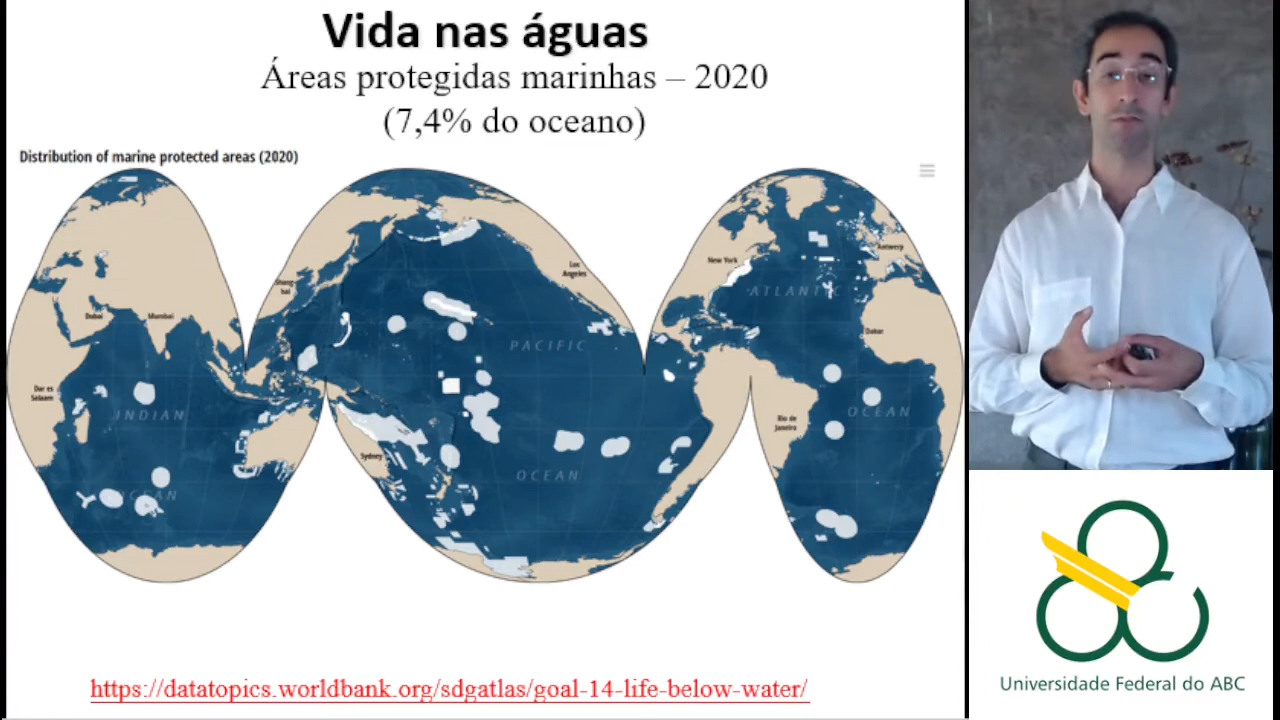 Vida nas águas
Áreas protegidas marinhas – 2020
(7,4% do oceano)
Distribution of marine protected areas (2020)
Antwerp
New York
Los
Angeles
Shang-
hai
ATLANTIC
Dubai
Mumbai
Dakar
PACIFIC
Dar es
Salaam
INDIAN
OCEAN
Rio de
Janeiro
Sydney
OCEAN
OCEAN
https://datatopics.worldbank.org/sdgatlas/goal-14-life-below-water/
Universidade Federal do ABC